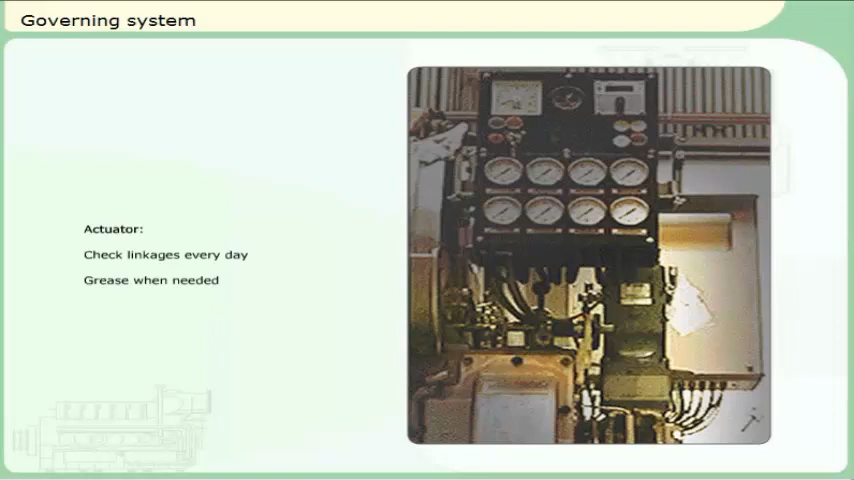 Governing system
Actuator:
Check linkages every day
Grease when needed